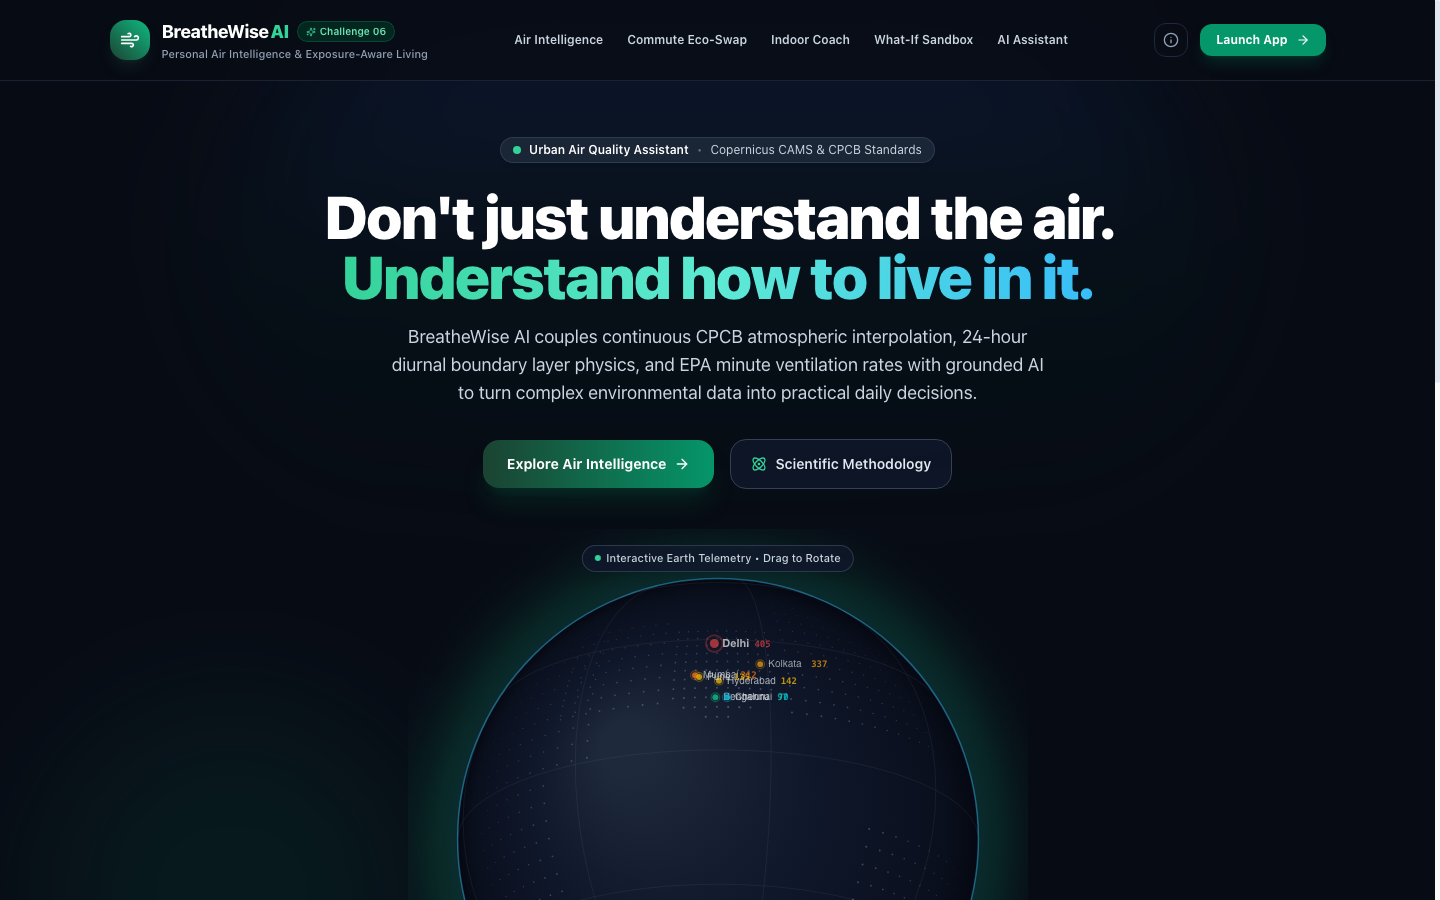 BreatheWise AI Challenge 06
Personal Air Intelligence & Exposure-Aware Living
Air Intelligence Commute Eco-Swap Indoor Coach What-If Sandbox AI Assistant
Launch App
Urban Air Quality Assistant • Copernicus CAMS & CPCB Standards
Don't just understand the air.
Understand how to live in it.
BreatheWise AI couples continuous CPCB atmospheric interpolation, 24-hour
diurnal boundary layer physics, and EPA minute ventilation rates with grounded AI
to turn complex environmental data into practical daily decisions.
Explore Air Intelligence
Scientific Methodology
Interactive Earth Telemetry • Drag to Rotate
Delhi 405
Kolkata 337
Mumbai
Hyderabad 142
Chennai